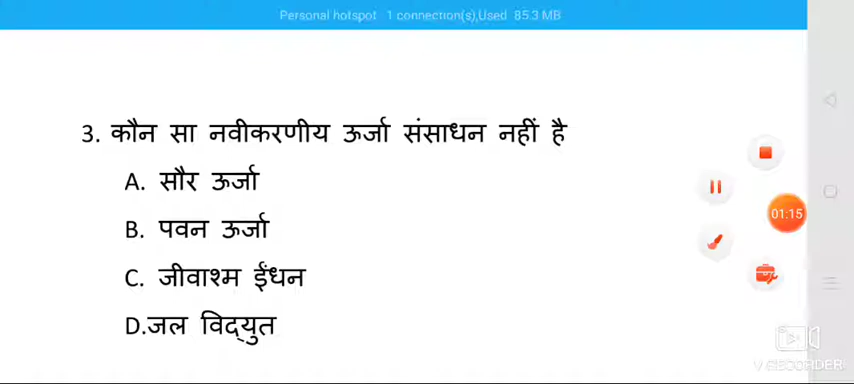 Personal hotspot 1 connection(s),Used 85.3 MB
3. कौन सा नवीकरणीय ऊर्जा संसाधन नहीं है
A. सौर ऊर्जा
B. पवन ऊर्जा
01:15
C. जीवाश्म ईंधन
D.जल विद्युत
V RECORDER